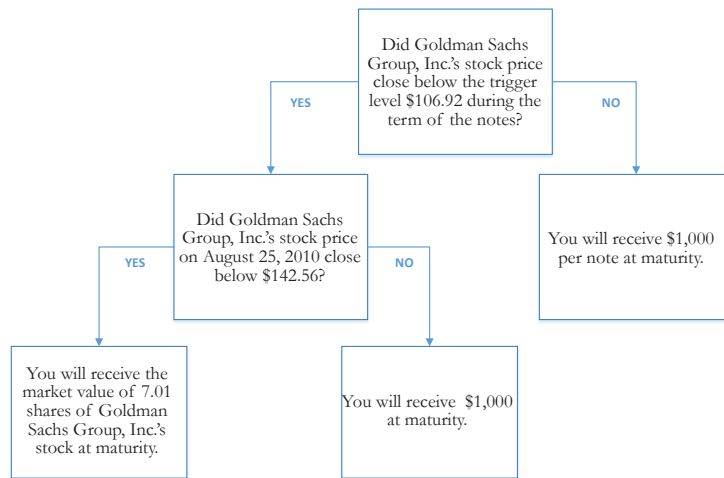 Did Goldman Sachs
Group, Inc.'s stock price
close below the trigger
level $106.92 during the
term of the notes?
YES
NO
Did Goldman Sachs
Group, Inc.'s stock price
on August 25, 2010 close
below $142.56?
You will receive $1,000
per note at maturity.
YES
NO
You will receive the
market value of 7.01
shares of Goldman
Sachs Group, Inc.'s
stock at maturity.
You will receive $1,000
at maturity.